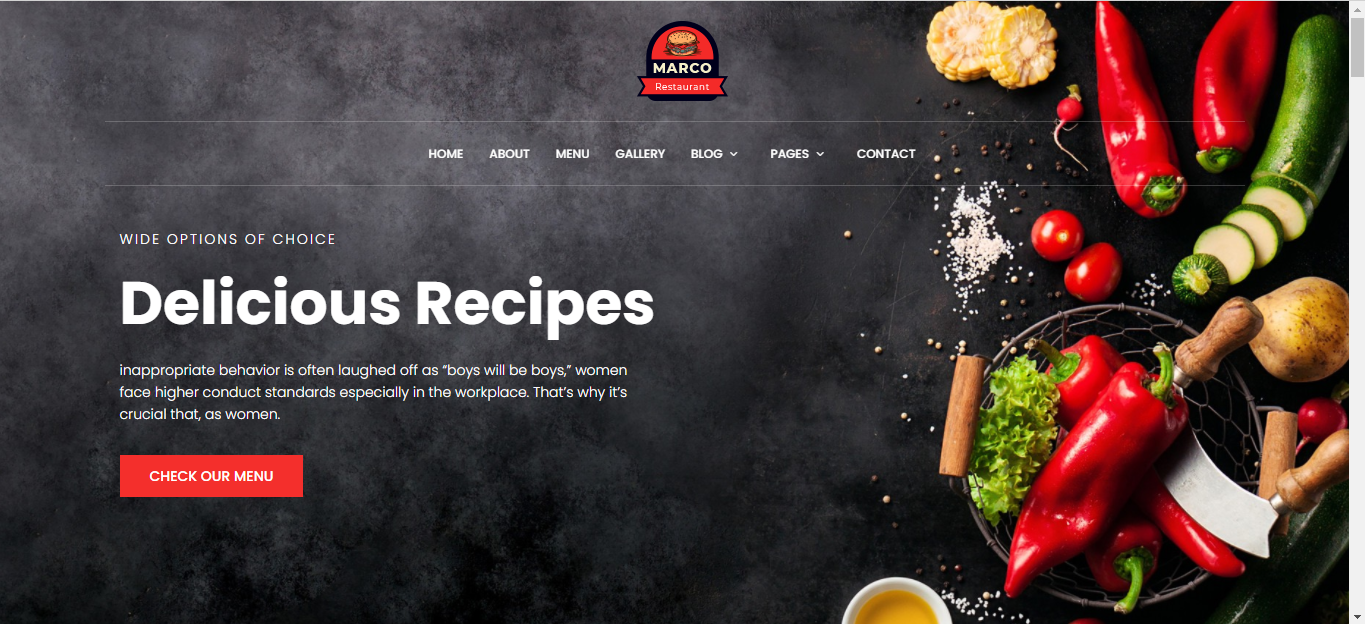 MARCO
Restaurant
HOME ABOUT MENU GALLERY BLOG PAGES CONTACT
WIDE OPTIONS OF CHOICE
Delicious Recipes
inappropriate behavior is often laughed off as “boys will be boys,” women
face higher conduct standards especially in the workplace. That’s why it’s
crucial that, as women.
CHECK OUR MENU